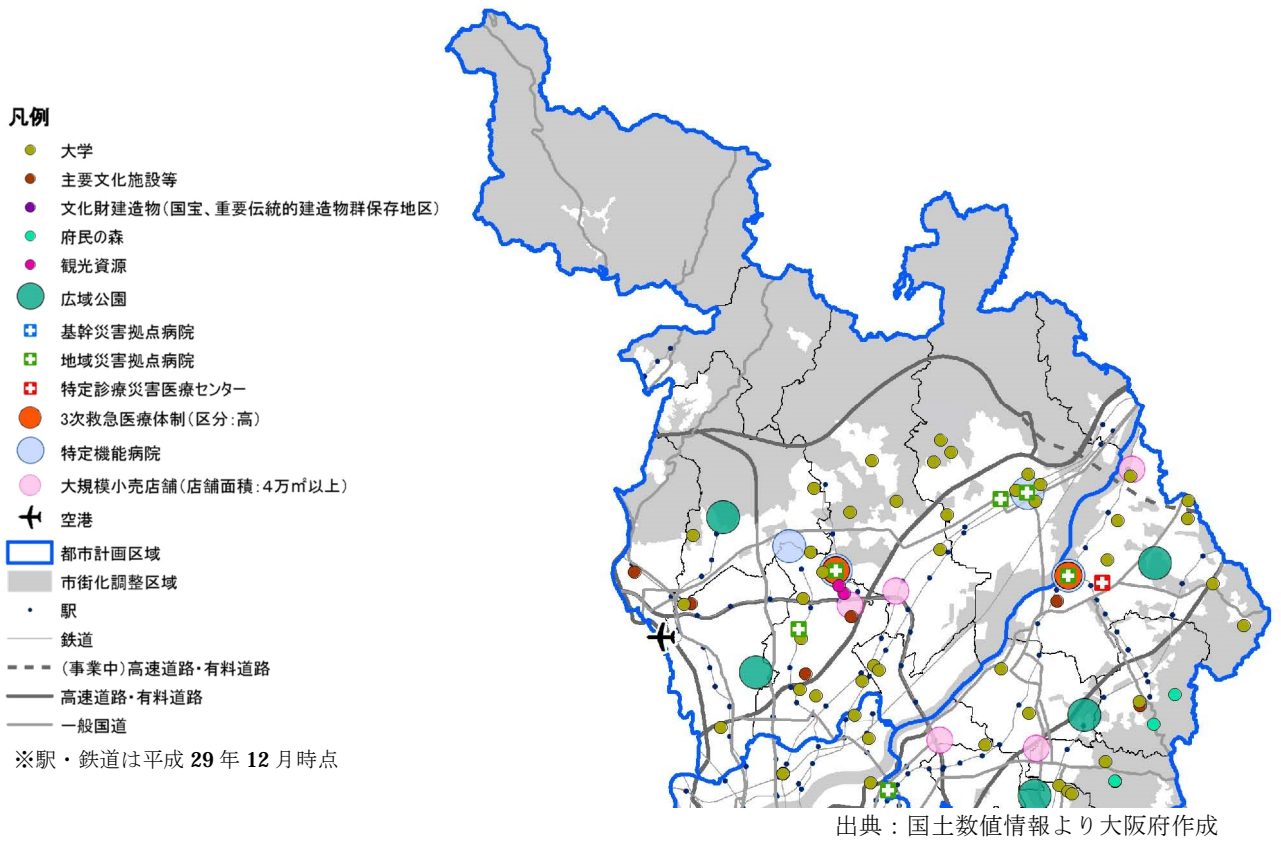 凡例
大学
主要文化施設等
文化財建造物(国宝、重要伝統的建造物群保存地区)
府民の森
観光資源
広域公園
基幹災害拠点病院
地域災害拠点病院
特定診療災害医療センター
3次救急医療体制(区分:高)
特定機能病院
大規模小売店舗(店舗面積:4万㎡以上)
空港
都市計画区域
市街化調整区域
駅
鉄道
(事業中)高速道路・有料道路
高速道路・有料道路
一般国道
※駅・鉄道は平成 29 年 12 月時点
出典：国土数値情報より大阪府作成